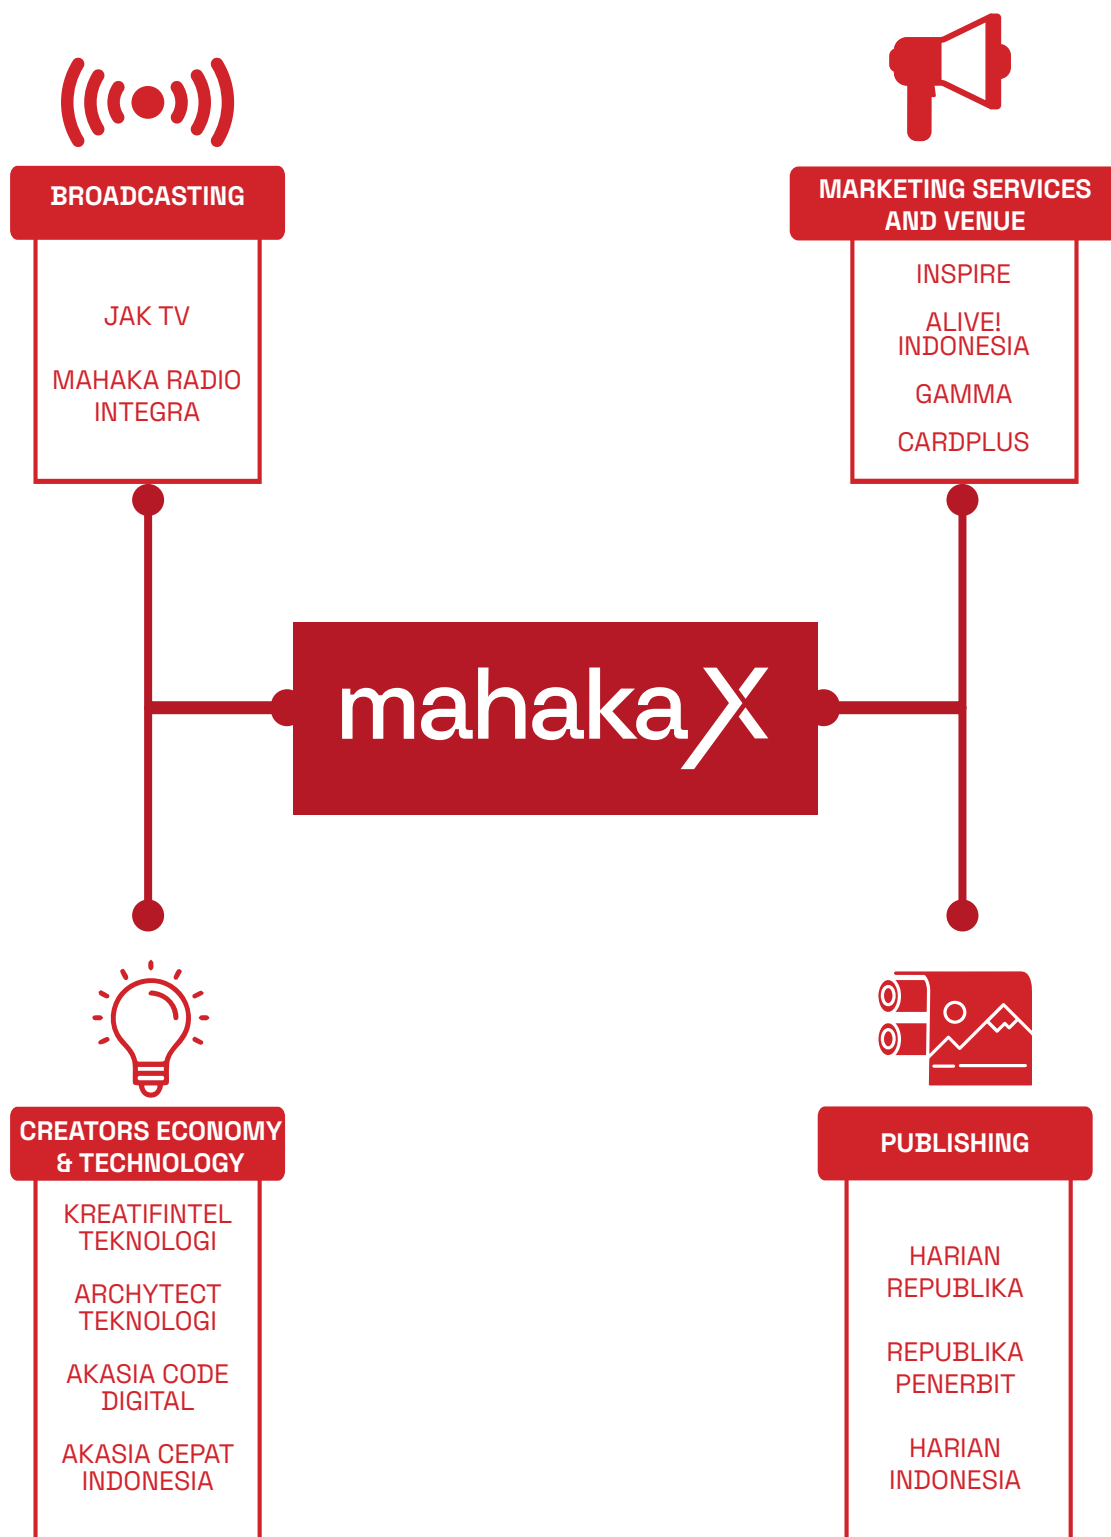 BROADCASTING
JAK TV
MAHAKA RADIO
INTEGRA
MARKETING SERVICES
AND VENUE
INSPIRE
ALIVE!
INDONESIA
GAMMA
CARDPLUS
mahakaX
CREATORS ECONOMY
& TECHNOLOGY
KREATIFINTEL
TEKNOLOGI
ARCHYTECT
TEKNOLOGI
AKASIA CODE
DIGITAL
AKASIA CEPAT
INDONESIA
PUBLISHING
HARIAN
REPUBLIKA
REPUBLIKA
PENERBIT
HARIAN
INDONESIA